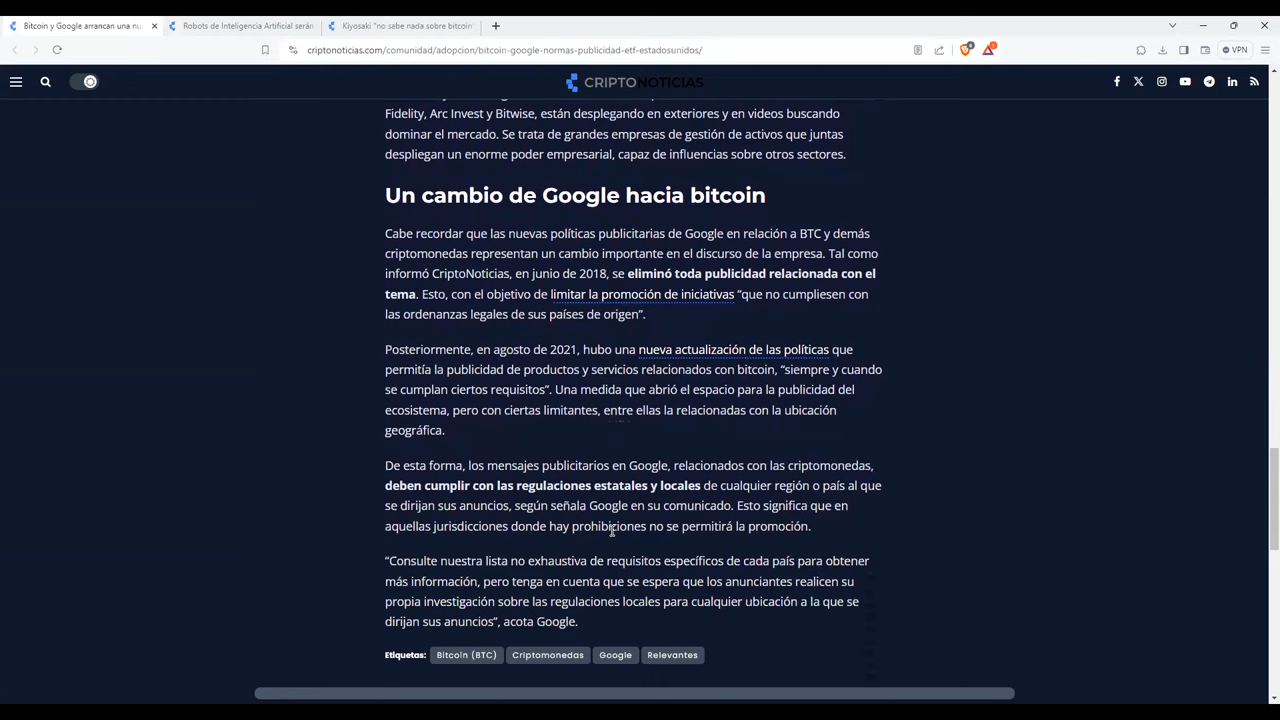 Bitcoin y Google arrancan una nu
Robots de Inteligencia Artificial serán
Kiyosaki "no sabe nada sobre bitcoin"
criptonoticias.com/comunidad/adopcion/bitcoin-google-normas-publicidad-etf-estadosunidos/
VPN
CRIPTONOTICIAS
Fidelity, Arc Invest y Bitwise, están desplegando en exteriores y en videos buscando
dominar el mercado. Se trata de grandes empresas de gestión de activos que juntas
despliegan un enorme poder empresarial, capaz de influencias sobre otros sectores.
Un cambio de Google hacia bitcoin
Cabe recordar que las nuevas políticas publicitarias de Google en relación a BTC y demás
criptomonedas representan un cambio importante en el discurso de la empresa. Tal como
informó CriptoNoticias, en junio de 2018, se eliminó toda publicidad relacionada con el
tema. Esto, con el objetivo de limitar la promoción de iniciativas “que no cumpliesen con
las ordenanzas legales de sus países de origen”.
Posteriormente, en agosto de 2021, hubo una nueva actualización de las políticas que
permitía la publicidad de productos y servicios relacionados con bitcoin, “siempre y cuando
se cumplan ciertos requisitos”. Una medida que abrió el espacio para la publicidad del
ecosistema, pero con ciertas limitantes, entre ellas la relacionadas con la ubicación
geográfica.
De esta forma, los mensajes publicitarios en Google, relacionados con las criptomonedas,
deben cumplir con las regulaciones estatales y locales de cualquier región o país al que
se dirijan sus anuncios, según señala Google en su comunicado. Esto significa que en
aquellas jurisdicciones donde hay prohibiciones no se permitirá la promoción.
“Consulte nuestra lista no exhaustiva de requisitos específicos de cada país para obtener
más información, pero tenga en cuenta que se espera que los anunciantes realicen su
propia investigación sobre las regulaciones locales para cualquier ubicación a la que se
dirijan sus anuncios”, acota Google.
Etiquetas: Bitcoin (BTC) Criptomonedas Google Relevantes